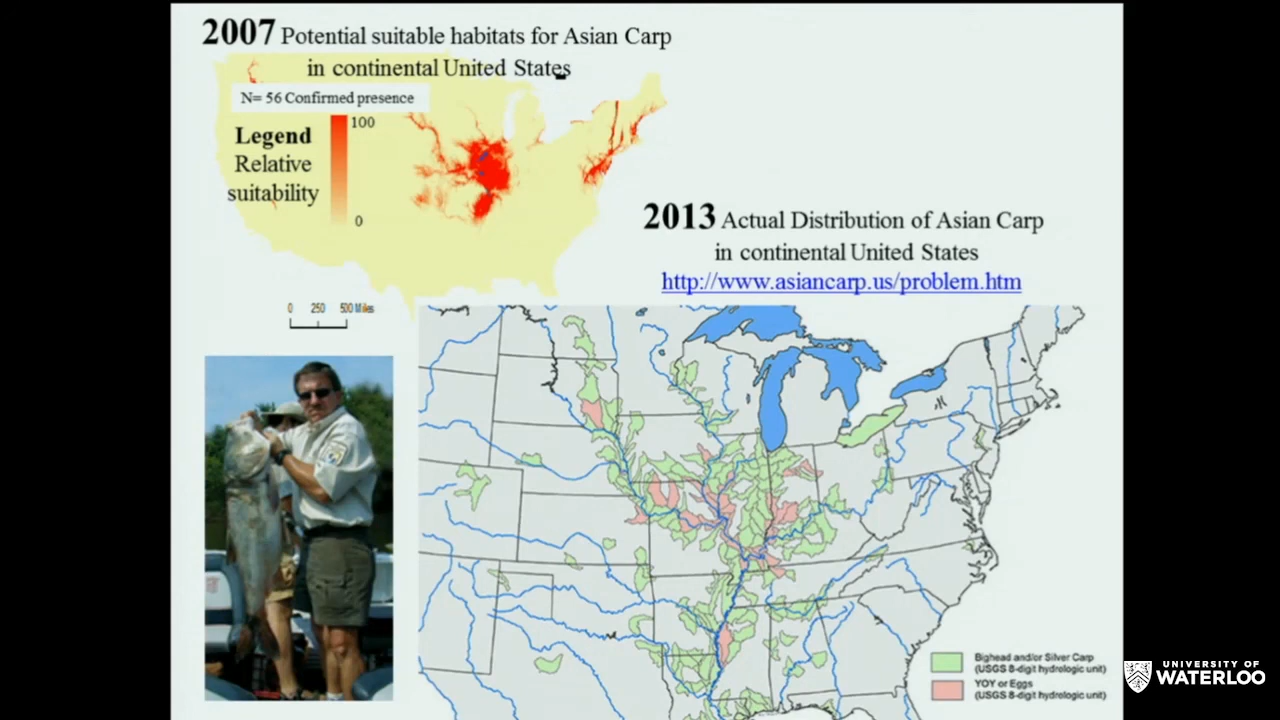 2007 Potential suitable habitats for Asian Carp
in continental United States
N= 56 Confirmed presence
Legend
Relative
suitability
100
0
2013 Actual Distribution of Asian Carp
in continental United States
http://www.asiancarp.us/problem.htm
0 250 500 Miles
Bighead and/or Silver Carp
(USGS 8-digit hydrologic unit)
YOY or Eggs
(USGS 8-digit hydrologic unit)
UNIVERSITY OF
WATERLOO